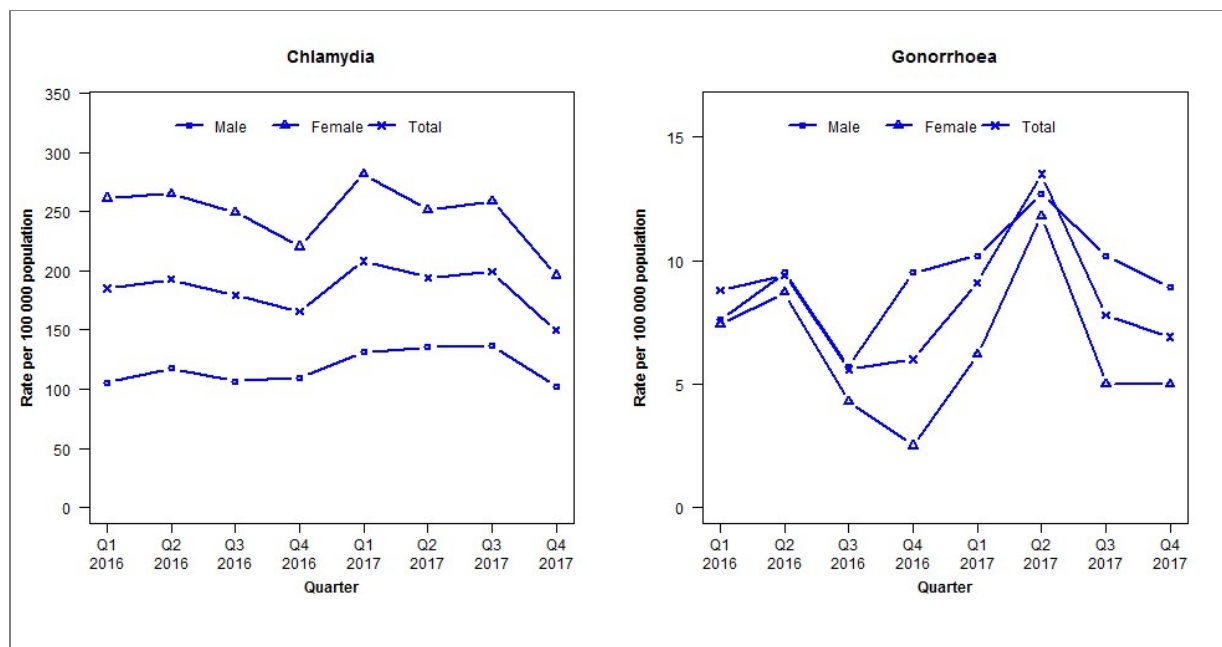 Chlamydia
350
300
250
200
150
100
50
0
Rate per 100 000 population
Male Female Total
Q1 Q2 Q3 Q4 Q1 Q2 Q3 Q4
2016 2016 2016 2016 2017 2017 2017 2017
Quarter
Gonorrhoea
15
10
5
0
Rate per 100 000 population
Male Female Total
Q1 Q2 Q3 Q4 Q1 Q2 Q3 Q4
2016 2016 2016 2016 2017 2017 2017 2017
Quarter